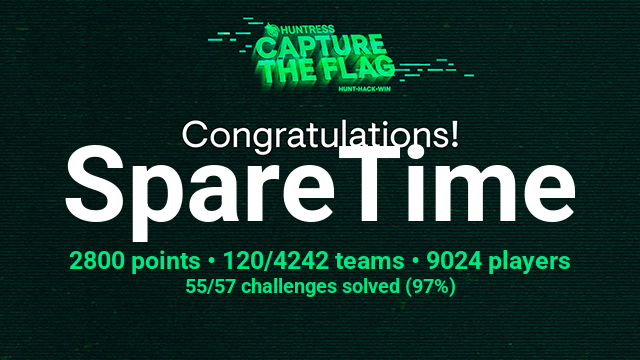 HUNTRESS
CAPTURE
THE FLAG
HUNT•HACK•WIN
Congratulations!
SpareTime
2800 points • 120/4242 teams • 9024 players
55/57 challenges solved (97%)